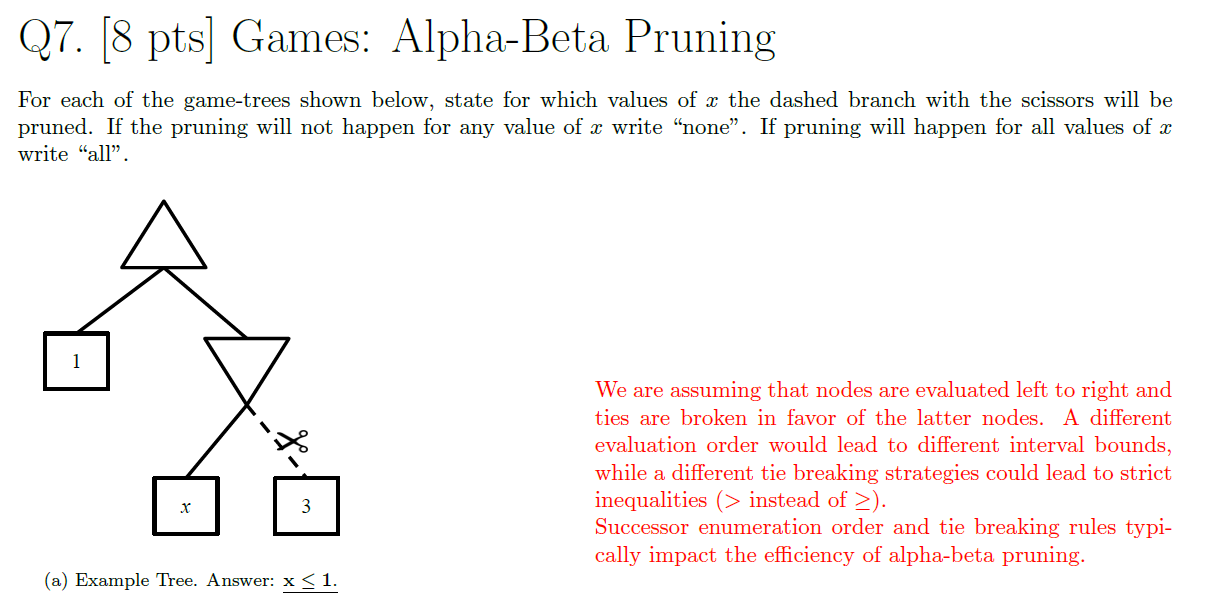 Q7. [8 pts] Games: Alpha-Beta Pruning
For each of the game-trees shown below, state for which values of x the dashed branch with the scissors will be
pruned. If the pruning will not happen for any value of x write “none”. If pruning will happen for all values of x
write “all”.
1
x
3
(a) Example Tree. Answer: x ≤ 1.
We are assuming that nodes are evaluated left to right and
ties are broken in favor of the latter nodes. A different
evaluation order would lead to different interval bounds,
while a different tie breaking strategies could lead to strict
inequalities (> instead of ≥).
Successor enumeration order and tie breaking rules typi-
cally impact the efficiency of alpha-beta pruning.